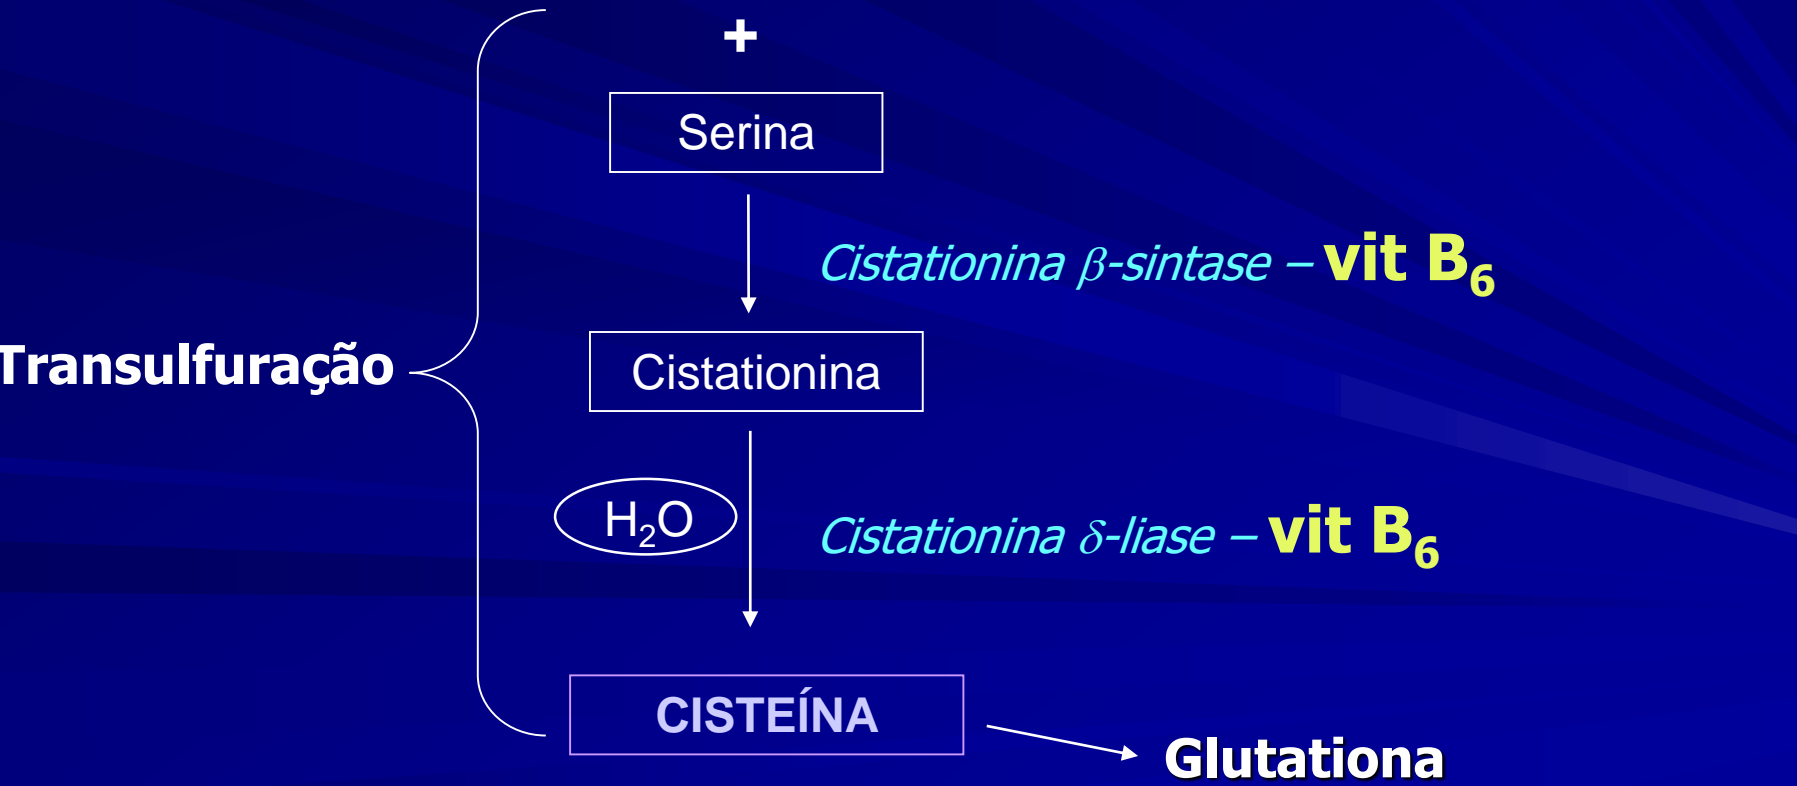 +
Serina
Cistationina β-sintase – vit B₆
Transulfuração
Cistationina
H₂O
Cistationina δ-liase – vit B₆
CISTEÍNA
Glutationa